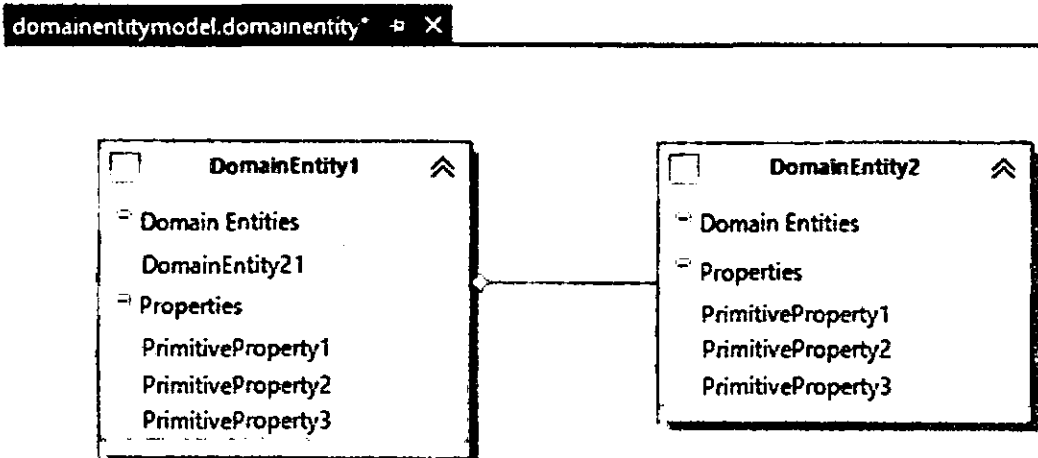 domainentitymodel.domainentity*
DomainEntity1
Domain Entities
DomainEntity21
Properties
PrimitiveProperty1
PrimitiveProperty2
PrimitiveProperty3
DomainEntity2
Domain Entities
Properties
PrimitiveProperty1
PrimitiveProperty2
PrimitiveProperty3